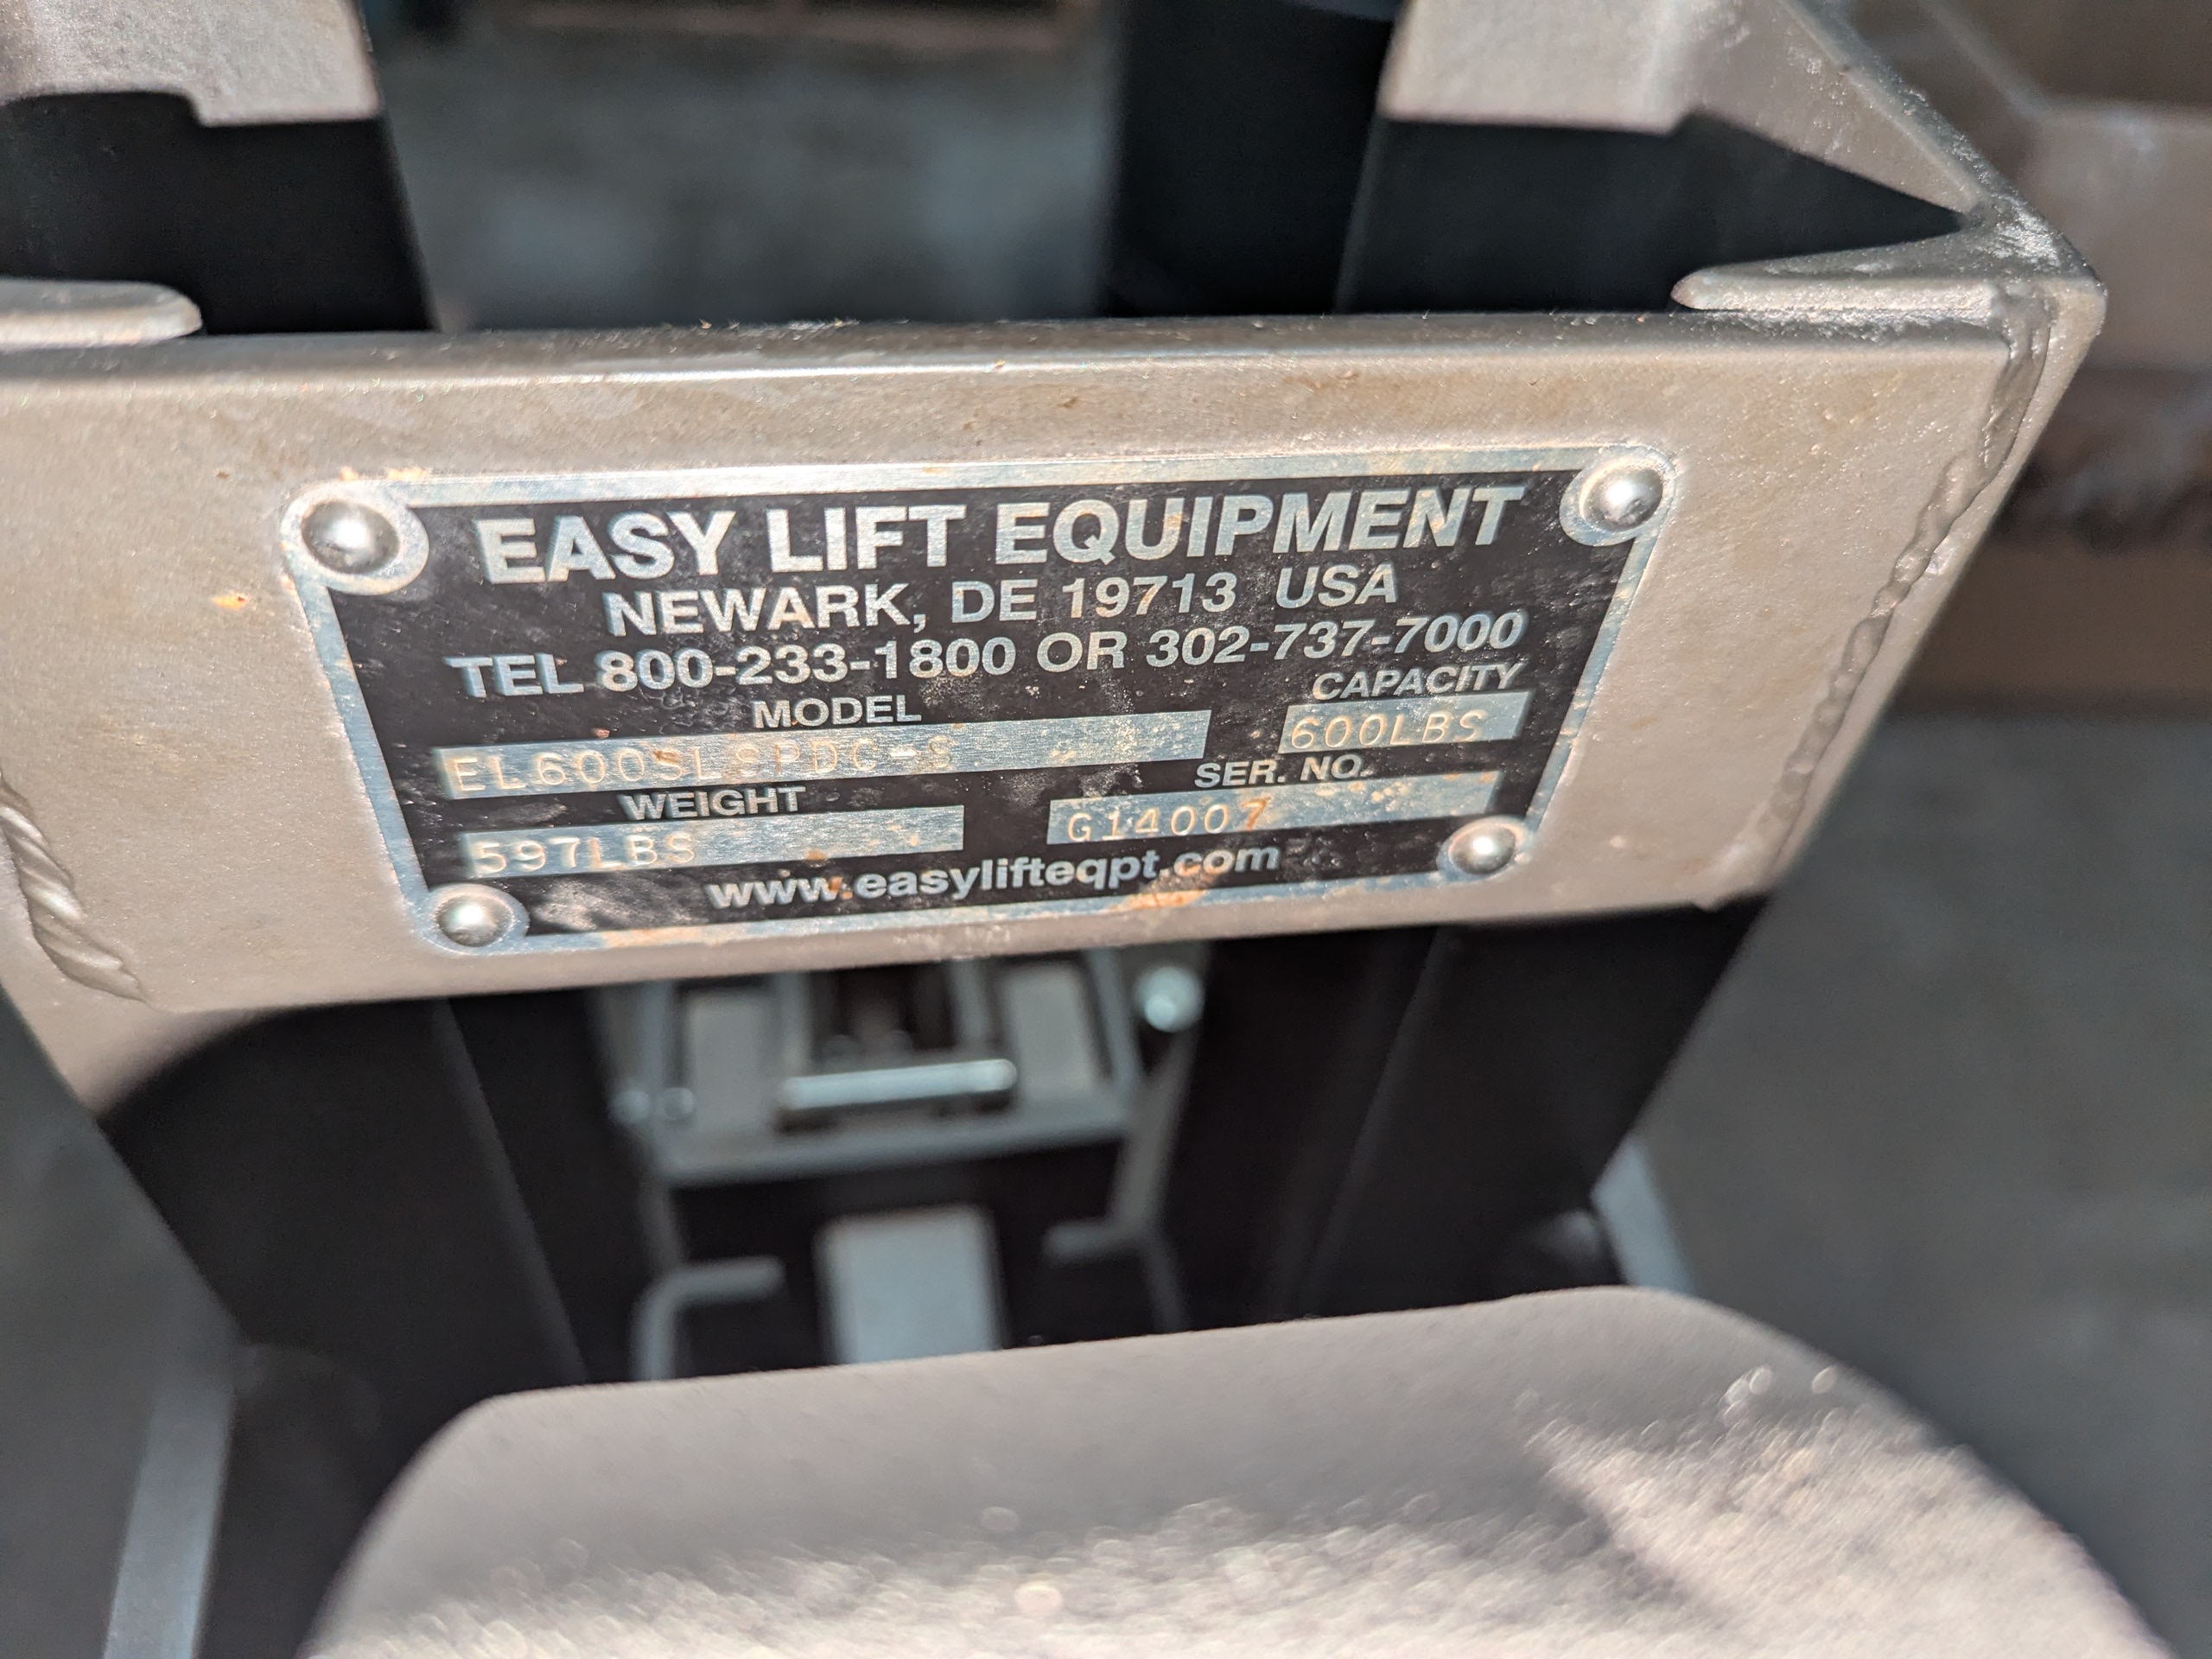 EASY LIFT EQUIPMENT
NEWARK, DE 19713 USA
TEL 800-233-1800 OR 302-737-7000
MODEL CAPACITY
600LBS
WEIGHT SER. NO.
597LBS G14007
www.easylifteqpt.com